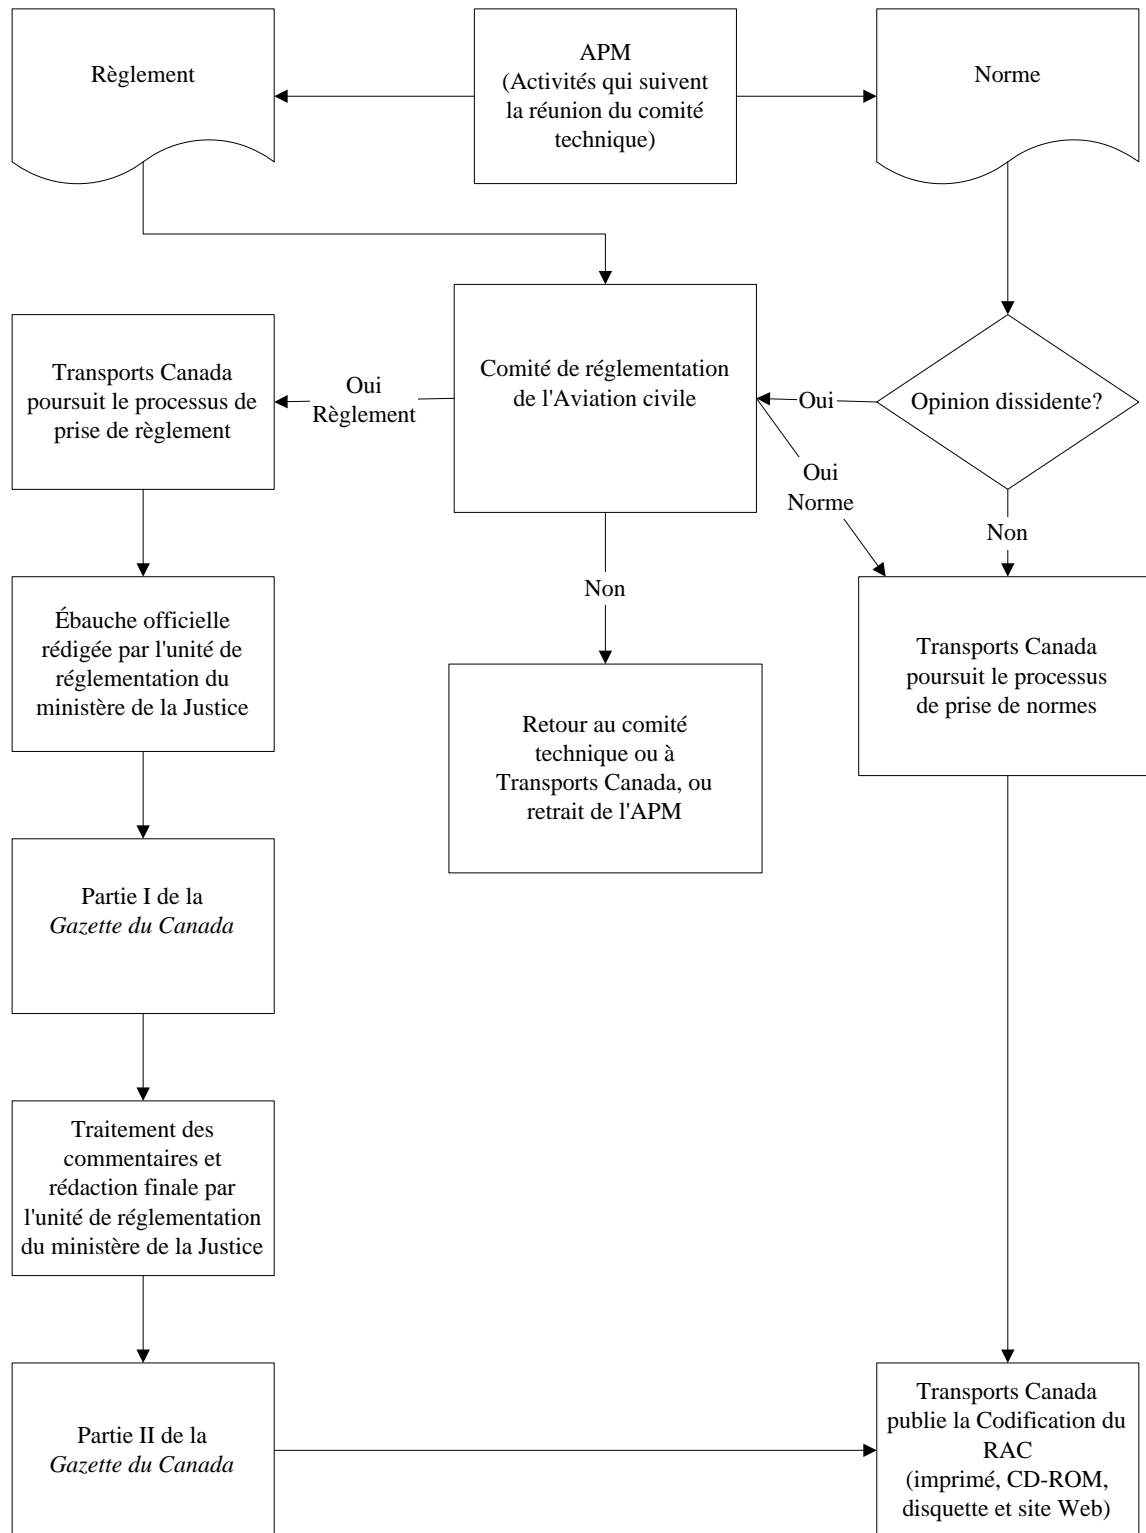 Règlement
APM
(Activités qui suivent
la réunion du comité
technique)
Norme
Transports Canada
poursuit le processus de
prise de règlement
Oui
Règlement
Comité de réglementation
de l'Aviation civile
Oui
Opinion dissidente?
Oui
Norme
Non
Non
Ébauche officielle
rédigée par l'unité de
réglementation du
ministère de la Justice
Retour au comité
technique ou à
Transports Canada, ou
retrait de l'APM
Transports Canada
poursuit le processus
de prise de normes
Partie I de la
Gazette du Canada
Traitement des
commentaires et
rédaction finale par
l'unité de réglementation
du ministère de la Justice
Partie II de la
Gazette du Canada
Transports Canada
publie la Codification du
RAC
(imprimé, CD-ROM,
disquette et site Web)